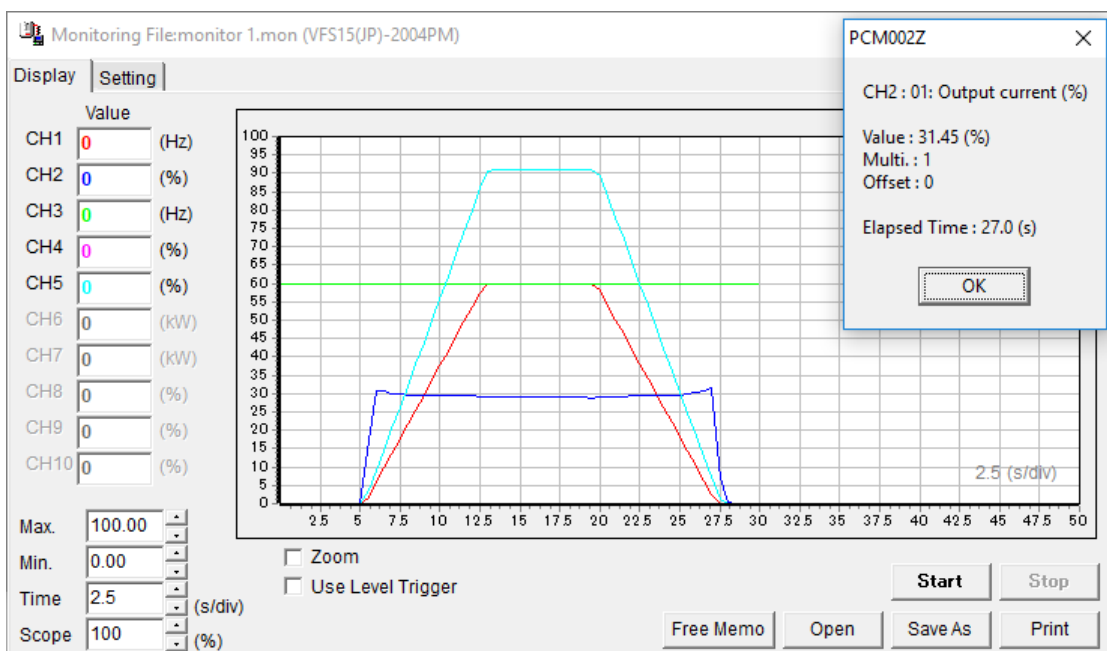 Monitoring File:monitor 1.mon (VFS15(JP)-2004PM)
Display Setting
Value
CH1 0 (Hz)
CH2 0 (%)
CH3 0 (Hz)
CH4 0 (%)
CH5 0 (%)
CH6 0 (kW)
CH7 0 (kW)
CH8 0 (%)
CH9 0 (%)
CH10 0 (%)
100
95
90
85
80
75
70
65
60
55
50
45
40
35
30
25
20
15
10
5
0
2.5 (s/div)
2.5 5 7.5 10 12.5 15 17.5 20 22.5 25 27.5 30 32.5 35 37.5 40 42.5 45 47.5 50
PCM002Z
CH2 : 01: Output current (%)
Value : 31.45 (%)
Multi. : 1
Offset : 0
Elapsed Time : 27.0 (s)
OK
Max. 100.00
Min. 0.00
Time 2.5 (s/div)
Scope 100 (%)
Zoom
Use Level Trigger
Start Stop
Free Memo Open Save As Print